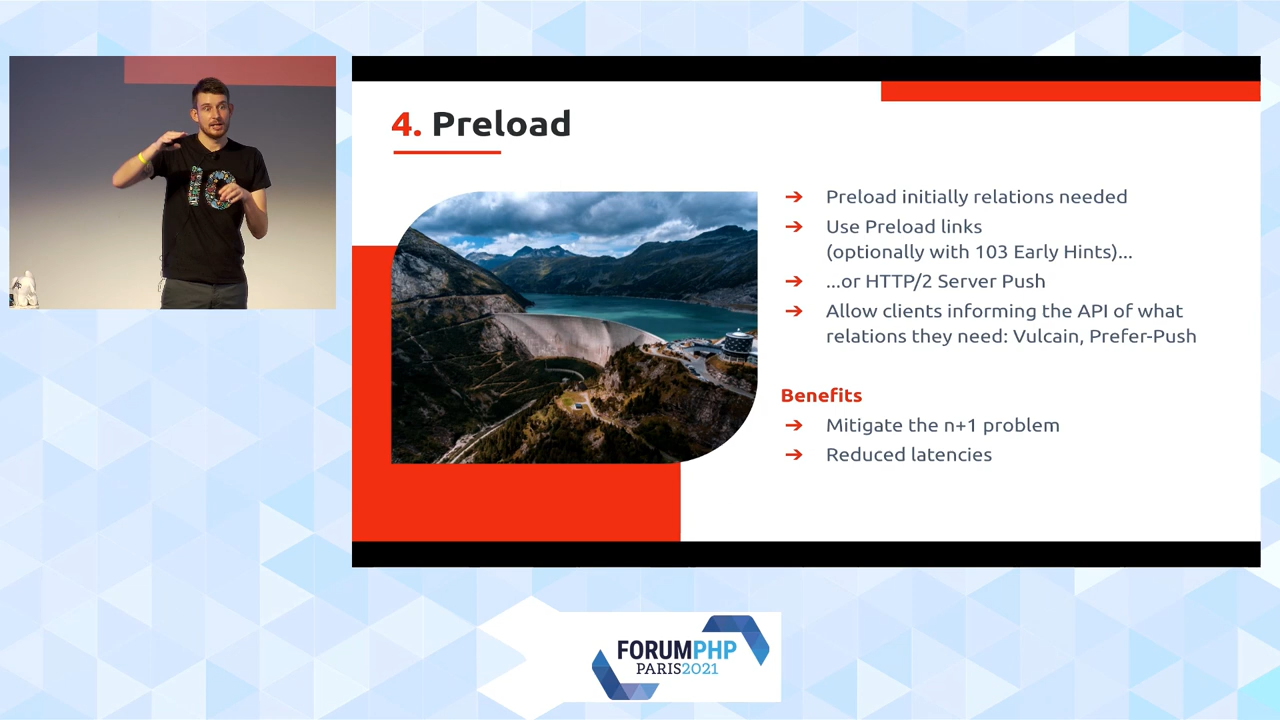 4. Preload
➔ Preload initially relations needed
➔ Use Preload links
(optionally with 103 Early Hints)...
➔ ...or HTTP/2 Server Push
➔ Allow clients informing the API of what
relations they need: Vulcain, Prefer-Push
Benefits
➔ Mitigate the n+1 problem
➔ Reduced latencies
10
FORUMPHP
PARIS2021